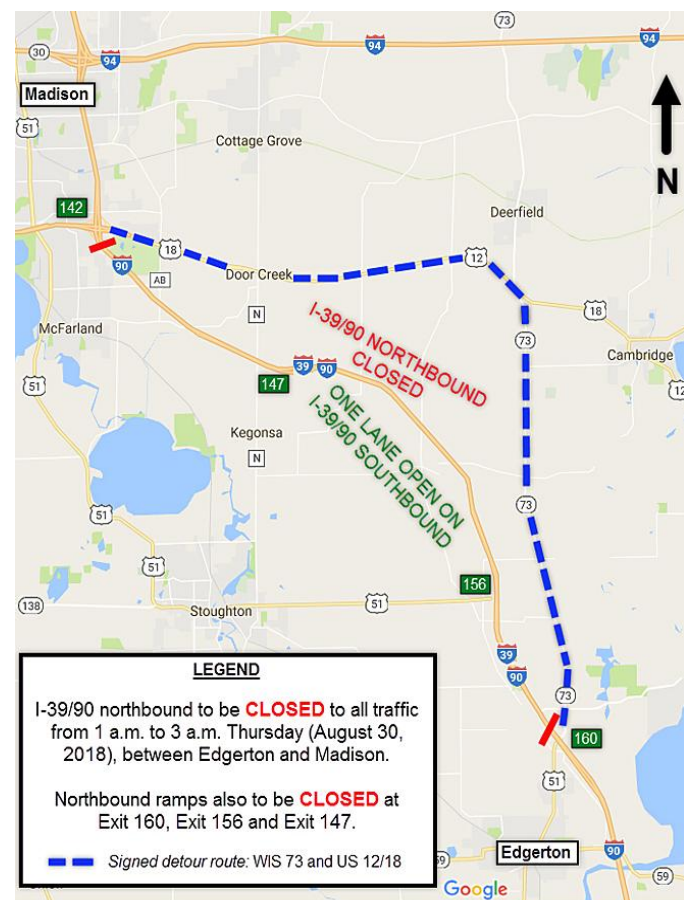 73
94
94
30
94
Madison
51
51
Cottage Grove
N
142
Deerfield
18
90
Door Creek
12
AB
N
18
McFarland
73
I-39/90 NORTHBOUND
CLOSED
Cambridge
39 90
147
12
51
ONE LANE OPEN ON
I-39/90 SOUTHBOUND
Kegonsa
N
73
51
51
156
138
Stoughton
51
39
90
LEGEND
I-39/90 northbound to be CLOSED to all traffic
from 1 a.m. to 3 a.m. Thursday (August 30,
2018), between Edgerton and Madison.
Northbound ramps also to be CLOSED at
Exit 160, Exit 156 and Exit 147.
Signed detour route: WIS 73 and US 12/18
73
160
51
Edgerton
59
90
59
Google